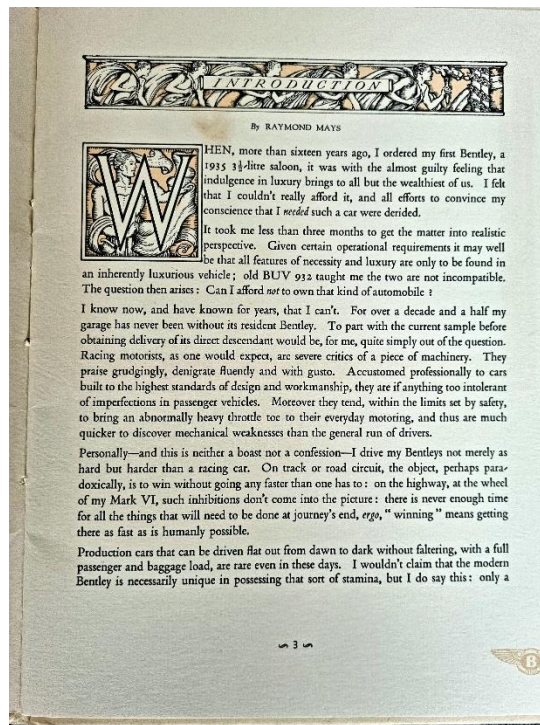 INTRODUCTION
By RAYMOND MAYS
WHEN, more than sixteen years ago, I ordered my first Bentley, a
1935 3½-litre saloon, it was with the almost guilty feeling that
indulgence in luxury brings to all but the wealthiest of us. I felt
that I couldn't really afford it, and all efforts to convince my
conscience that I needed such a car were derided.
It took me less than three months to get the matter into realistic
perspective. Given certain operational requirements it may well
be that all features of necessity and luxury are only to be found in
an inherently luxurious vehicle; old BUV 932 taught me the two are not incompatible.
The question then arises: Can I afford not to own that kind of automobile?
I know now, and have known for years, that I can't. For over a decade and a half my
garage has never been without its resident Bentley. To part with the current sample before
obtaining delivery of its direct descendant would be, for me, quite simply out of the question.
Racing motorists, as one would expect, are severe critics of a piece of machinery. They
praise grudgingly, denigrate fluently and with gusto. Accustomed professionally to cars
built to the highest standards of design and workmanship, they are if anything too intolerant
of imperfections in passenger vehicles. Moreover they tend, within the limits set by safety,
to bring an abnormally heavy throttle toe to their everyday motoring, and thus are much
quicker to discover mechanical weaknesses than the general run of drivers.
Personally—and this is neither a boast nor a confession—I drive my Bentleys not merely as
hard but harder than a racing car. On track or road circuit, the object, perhaps para-
doxically, is to win without going any faster than one has to: on the highway, at the wheel
of my Mark VI, such inhibitions don't come into the picture: there is never enough time
for all the things that will need to be done at journey's end, ergo, "winning" means getting
there as fast as is humanly possible.
Production cars that can be driven flat out from dawn to dark without faltering, with a full
passenger and baggage load, are rare even in these days. I wouldn't claim that the modern
Bentley is necessarily unique in possessing that sort of stamina, but I do say this: only a
3
B